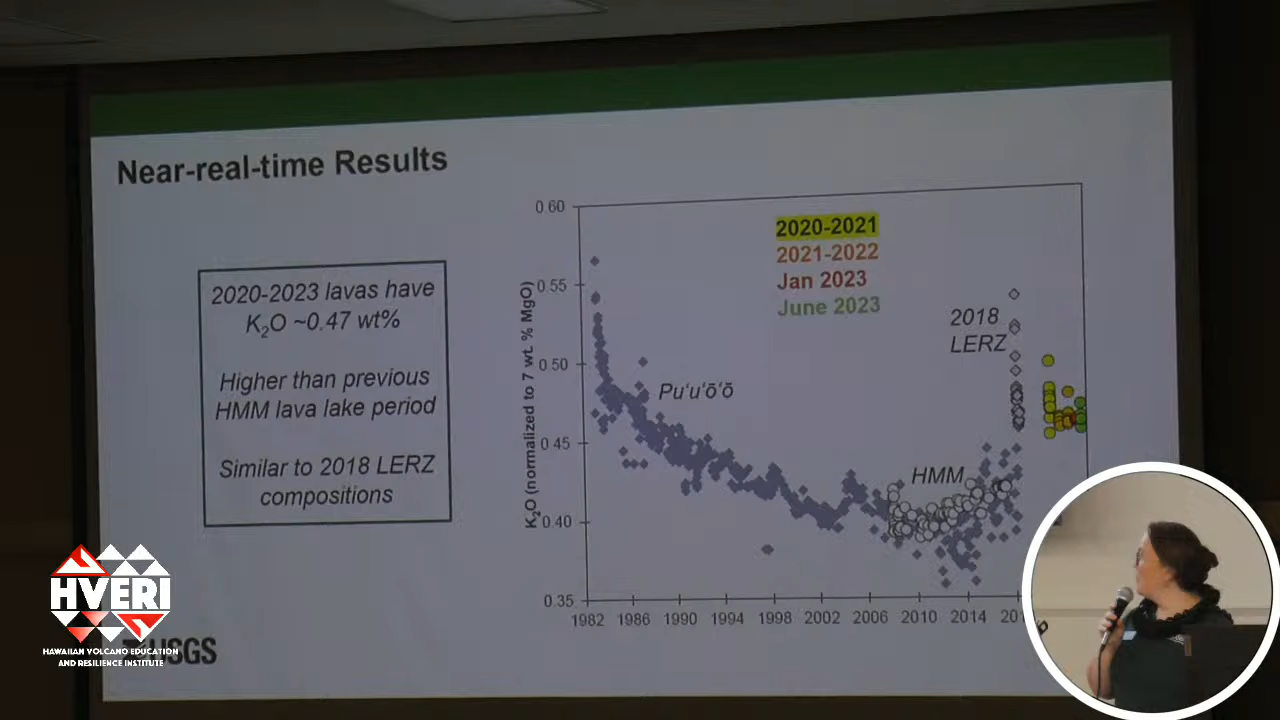 Near-real-time Results
2020-2023 lavas have
K₂O ~0.47 wt%
Higher than previous
HMM lava lake period
Similar to 2018 LERZ
compositions
K₂O (normalized to 7 wt. % MgO)
0.60
0.55
0.50
0.45
0.40
0.35
1982 1986 1990 1994 1998 2002 2006 2010 2014
2020-2021
2021-2022
Jan 2023
June 2023
2018
LERZ
Puʻuʻōʻō
HMM
HVERI
HAWAIIAN VOLCANO EDUCATION
AND RESILIENCE INSTITUTE
USGS